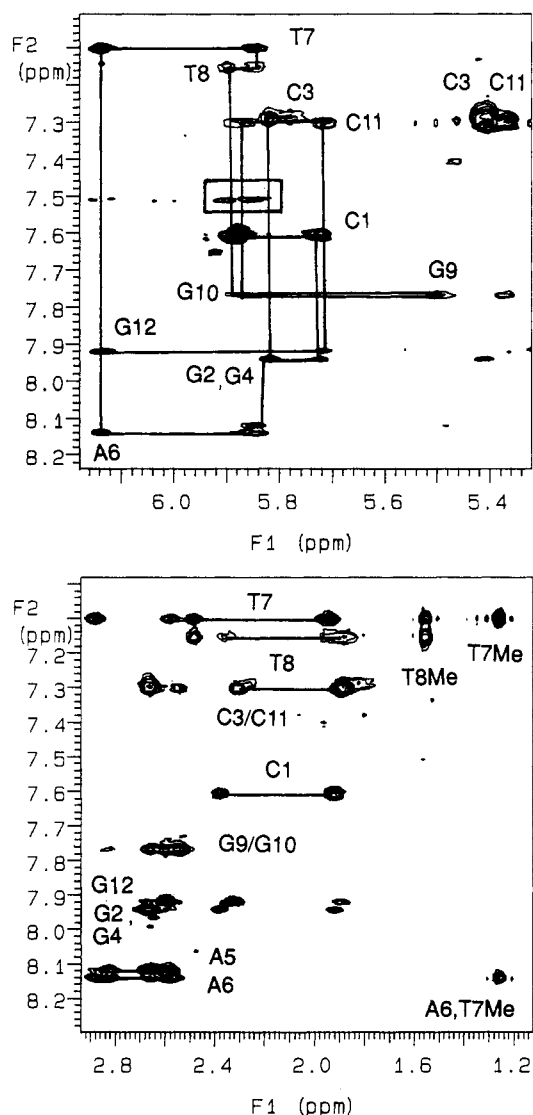 F2
(ppm)
T7
T8
C3
C3 C11
7.3
C11
7.4
7.5
C1
7.6
7.7
G10
G9
7.8
G12
7.9
G2, G4
8.0
8.1
A6
8.2
6.0 5.8 5.6 5.4
F1 (ppm)
F2
(ppm)
T7
7.2
T8Me
T7Me
T8
7.3
C3/C11
7.4
7.5
C1
7.6
7.7
G9/G10
7.8
G12
7.9
G2,
G4
8.0
A5
8.1
A6
A6,T7Me
8.2
2.8 2.4 2.0 1.6 1.2
F1 (ppm)